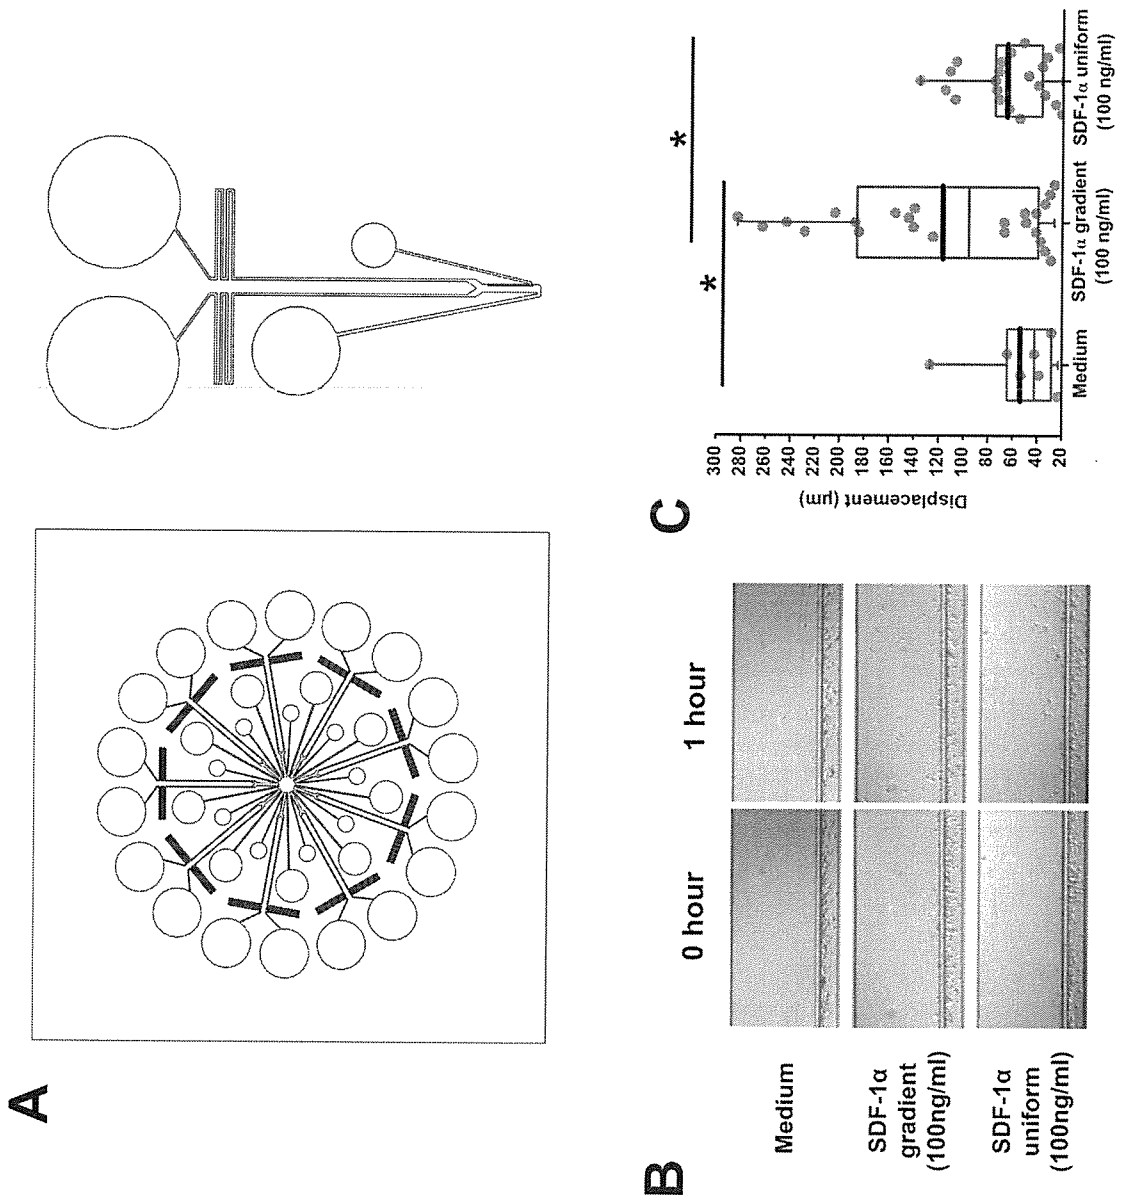 A
B
0 hour
1 hour
Medium
SDF-1α
gradient
(100ng/ml)
SDF-1α
uniform
(100ng/ml)
C
Displacement (μm)
300
280
260
240
220
200
180
160
140
120
100
80
60
40
20
*
*
Medium
SDF-1α gradient
(100 ng/ml)
SDF-1α uniform
(100 ng/ml)